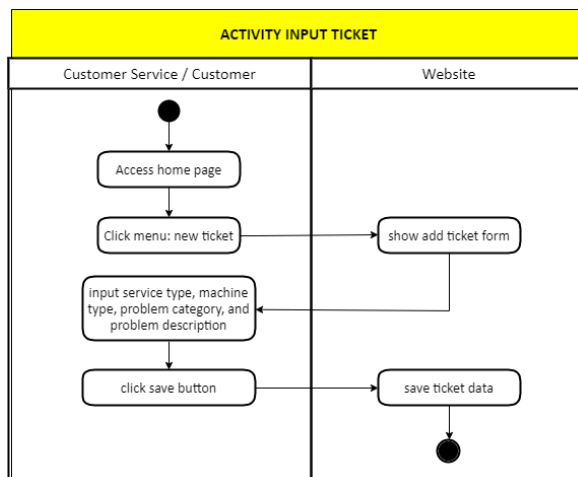 ACTIVITY INPUT TICKET
Customer Service / Customer
Website
Access home page
Click menu: new ticket
show add ticket form
input service type, machine
type, problem category, and
problem description
click save button
save ticket data